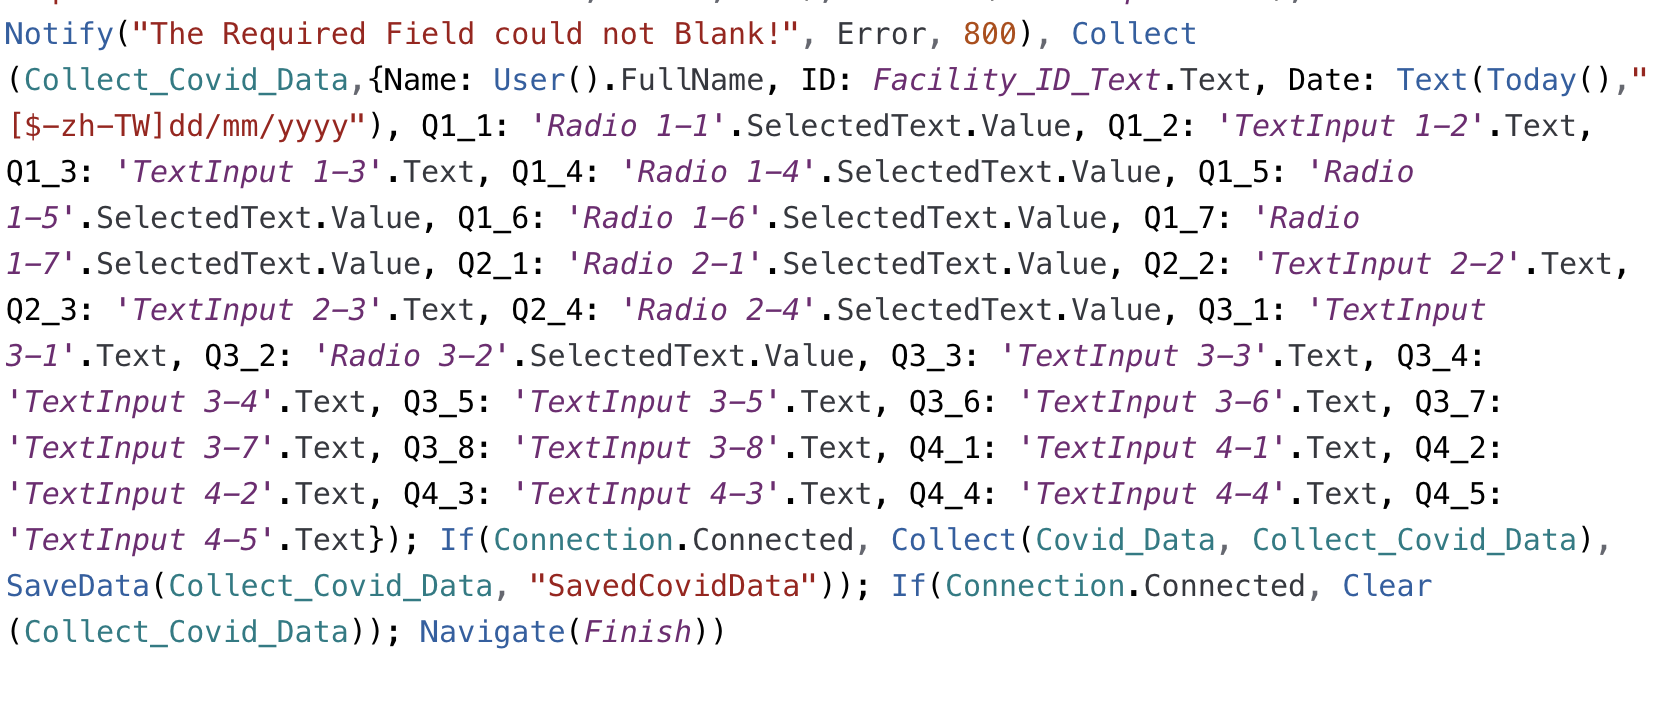 Notify("The Required Field could not Blank!", Error, 800), Collect
(Collect_Covid_Data,{Name: User().FullName, ID: Facility_ID_Text.Text, Date: Text(Today(),"
[$-zh-TW]dd/mm/yyyy"), Q1_1: 'Radio 1-1'.SelectedText.Value, Q1_2: 'TextInput 1-2'.Text,
Q1_3: 'TextInput 1-3'.Text, Q1_4: 'Radio 1-4'.SelectedText.Value, Q1_5: 'Radio
1-5'.SelectedText.Value, Q1_6: 'Radio 1-6'.SelectedText.Value, Q1_7: 'Radio
1-7'.SelectedText.Value, Q2_1: 'Radio 2-1'.SelectedText.Value, Q2_2: 'TextInput 2-2'.Text,
Q2_3: 'TextInput 2-3'.Text, Q2_4: 'Radio 2-4'.SelectedText.Value, Q3_1: 'TextInput
3-1'.Text, Q3_2: 'Radio 3-2'.SelectedText.Value, Q3_3: 'TextInput 3-3'.Text, Q3_4:
'TextInput 3-4'.Text, Q3_5: 'TextInput 3-5'.Text, Q3_6: 'TextInput 3-6'.Text, Q3_7:
'TextInput 3-7'.Text, Q3_8: 'TextInput 3-8'.Text, Q4_1: 'TextInput 4-1'.Text, Q4_2:
'TextInput 4-2'.Text, Q4_3: 'TextInput 4-3'.Text, Q4_4: 'TextInput 4-4'.Text, Q4_5:
'TextInput 4-5'.Text}); If(Connection.Connected, Collect(Covid_Data, Collect_Covid_Data),
SaveData(Collect_Covid_Data, "SavedCovidData")); If(Connection.Connected, Clear
(Collect_Covid_Data)); Navigate(Finish))